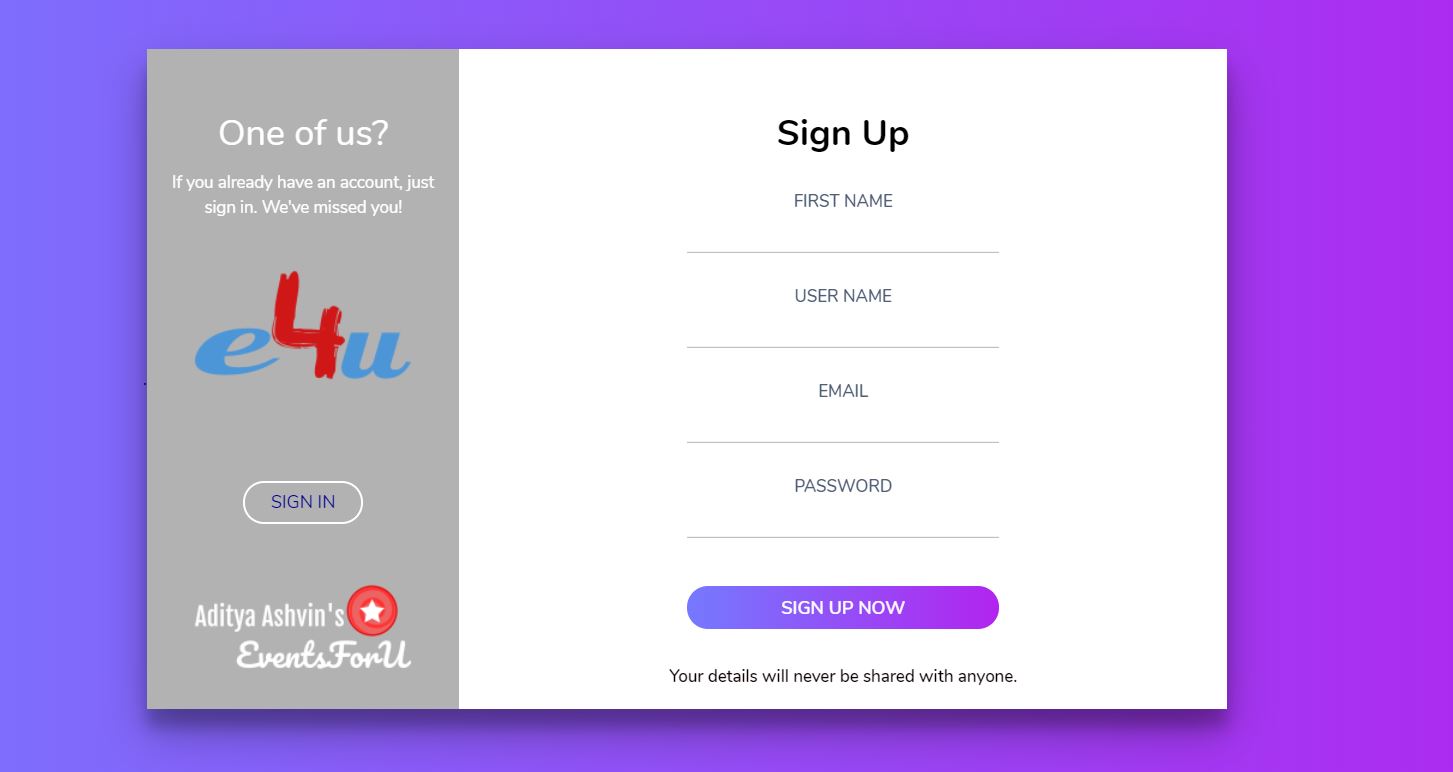 One of us?
If you already have an account, just
sign in. We've missed you!
e4u
SIGN IN
Aditya Ashvin's
EventsForU
Sign Up
FIRST NAME
USER NAME
EMAIL
PASSWORD
SIGN UP NOW
Your details will never be shared with anyone.